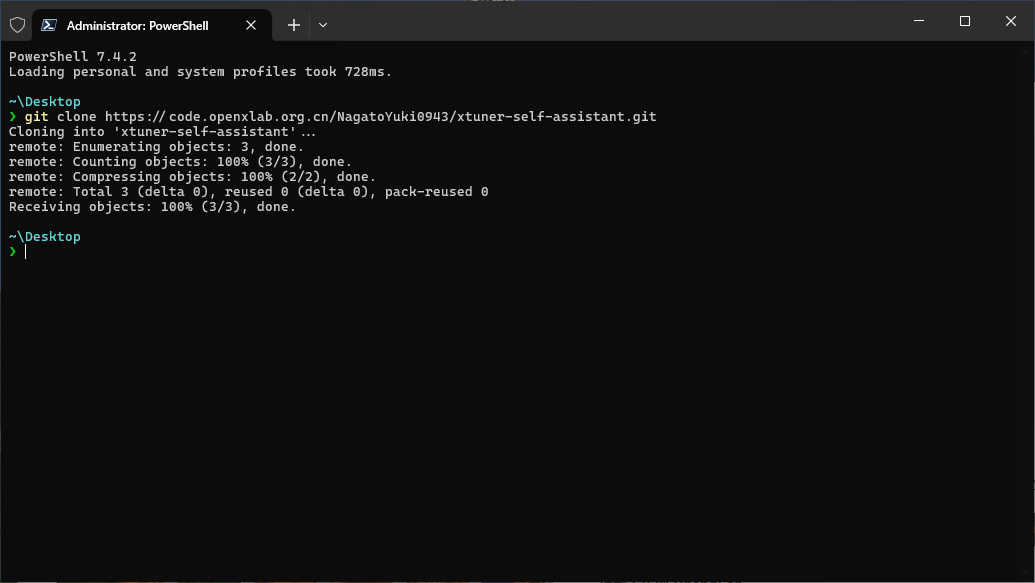 Administrator: PowerShell
PowerShell 7.4.2
Loading personal and system profiles took 728ms.
~\Desktop
❯ git clone https://code.openxlab.org.cn/NagatoYuki0943/xtuner-self-assistant.git
Cloning into 'xtuner-self-assistant'...
remote: Enumerating objects: 3, done.
remote: Counting objects: 100% (3/3), done.
remote: Compressing objects: 100% (2/2), done.
remote: Total 3 (delta 0), reused 0 (delta 0), pack-reused 0
Receiving objects: 100% (3/3), done.
~\Desktop
❯